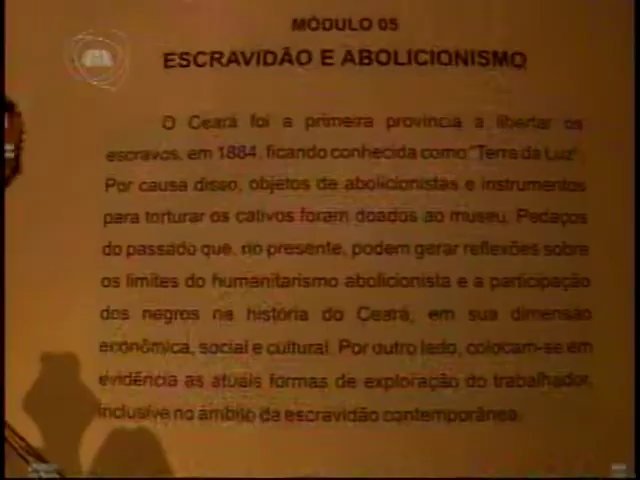 MÓDULO 05
ESCRAVIDÃO E ABOLICIONISMO
O Ceará foi a primeira província a libertar os
escravos, em 1884, ficando conhecida como "Terra da Luz".
Por causa disso, objetos de abolicionistas e instrumentos
para torturar os cativos foram doados ao museu. Pedaços
do passado que, no presente, podem gerar reflexões sobre
os limites do humanitarismo abolicionista e a participação
dos negros na história do Ceará, em sua dimensão
econômica, social e cultural. Por outro lado, colocam-se em
evidência as atuais formas de exploração do trabalhador,
inclusive no âmbito da escravidão contemporânea.